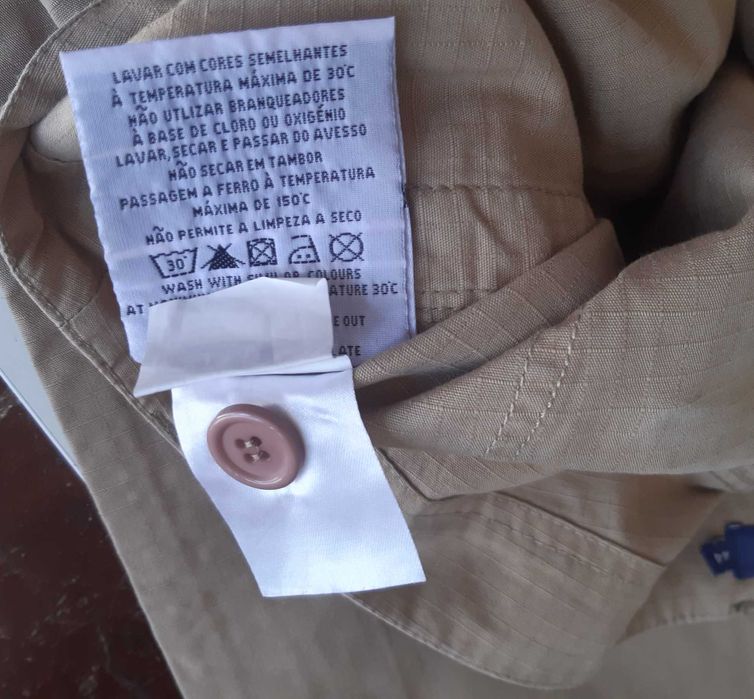 LAVAR COM CORES SEMELHANTES
À TEMPERATURA MÁXIMA DE 30°C
NÃO UTILIZAR BRANQUEADORES
À BASE DE CLORO OU OXIGÉNIO
LAVAR, SECAR E PASSAR DO AVESSO
NÃO SECAR EM TAMBOR
PASSAGEM A FERRO À TEMPERATURA
MÁXIMA DE 150°C
NÃO PERMITE A LIMPEZA A SECO
30°
WASH WITH COLOURS
AT 30°C
OUT